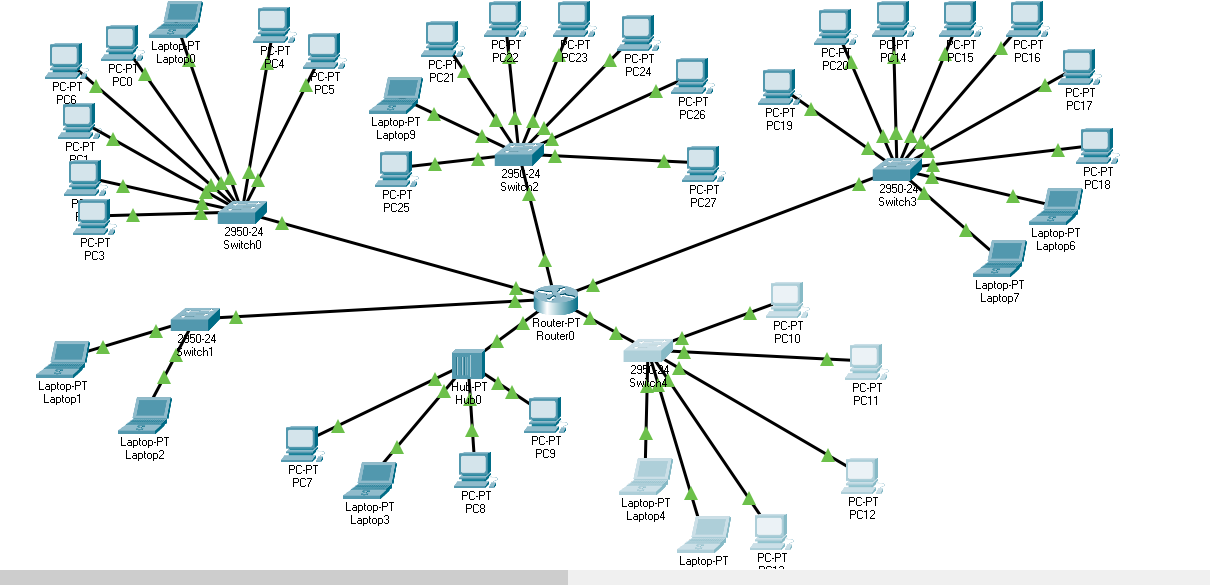 Laptop-PT
Laptop0
PC-PT
PC4
PC-PT
PC0
PC-PT
PC5
PC-PT
PC6
PC-PT
PC1
PC-PT
PC3
2950-24
Switch0
PC-PT
PC22
PC-PT
PC23
PC-PT
PC21
PC-PT
PC24
PC-PT
PC26
Laptop-PT
Laptop9
PC-PT
PC25
2950-24
Switch2
PC-PT
PC27
PC-PT
PC20
PC-PT
PC14
PC-PT
PC15
PC-PT
PC16
PC-PT
PC17
PC-PT
PC19
PC-PT
PC18
2950-24
Switch3
Laptop-PT
Laptop6
Laptop-PT
Laptop7
Router-PT
Router0
2950-24
Switch1
Laptop-PT
Laptop1
Laptop-PT
Laptop2
Hub-PT
Hub0
PC-PT
PC7
Laptop-PT
Laptop3
PC-PT
PC8
PC-PT
PC9
2950-24
Switch4
PC-PT
PC10
PC-PT
PC11
PC-PT
PC12
Laptop-PT
Laptop4
Laptop-PT
PC-PT
PC13